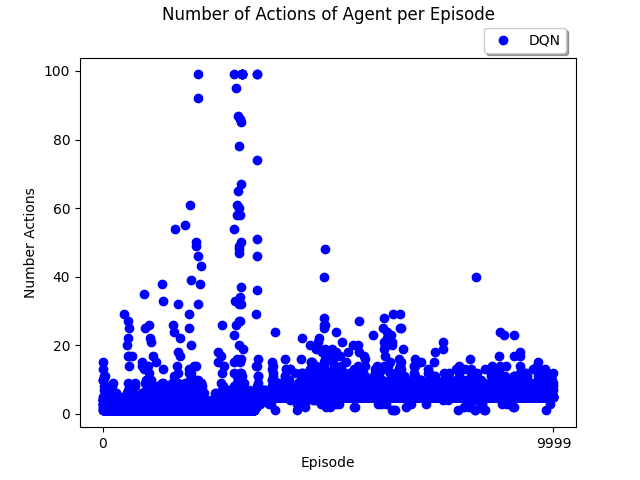 Number of Actions of Agent per Episode
DQN
100
80
60
40
20
0
Number Actions
0
9999
Episode